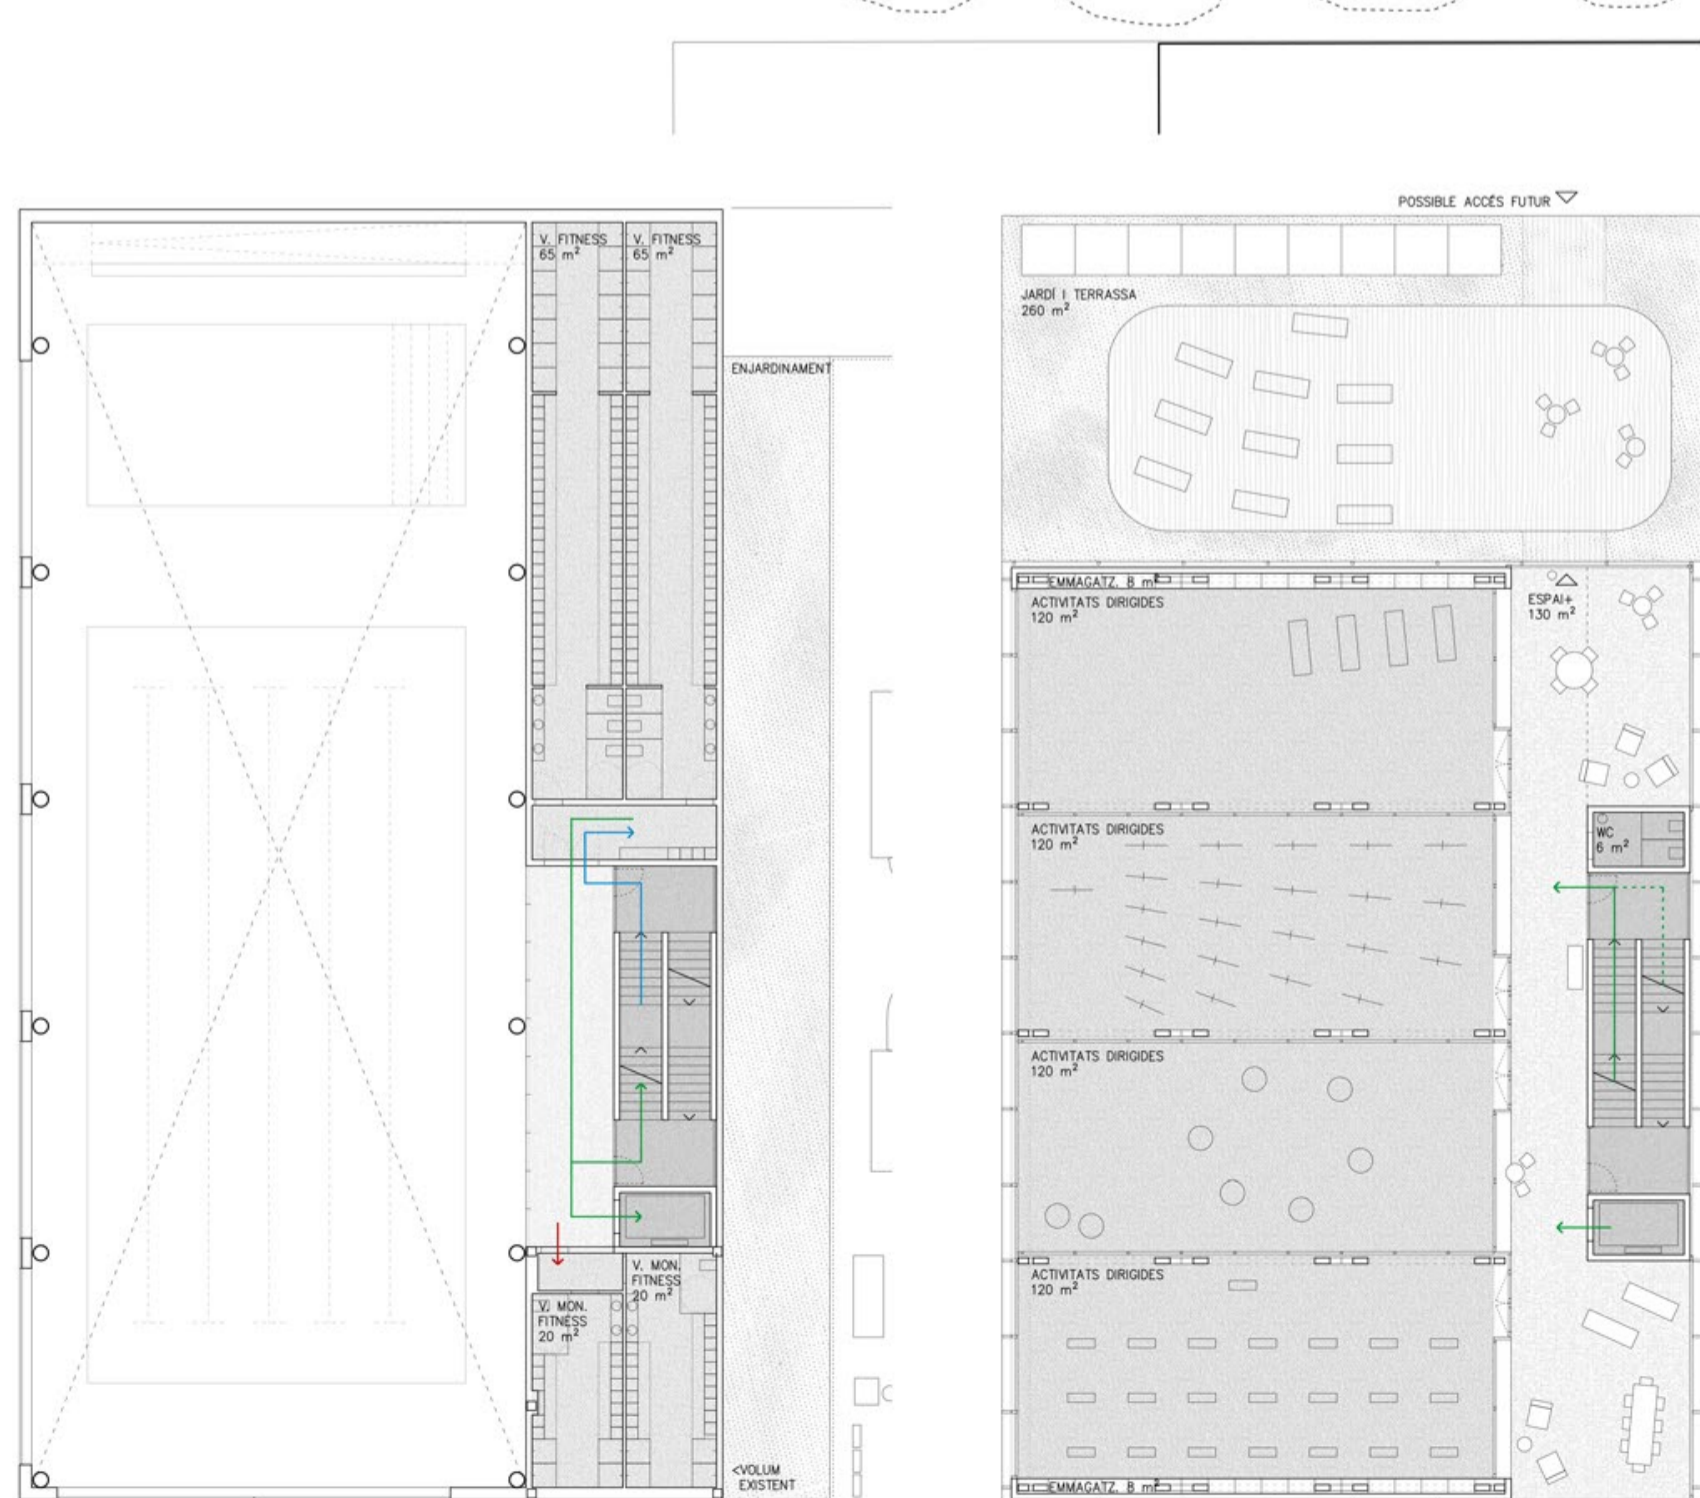 POSSIBLE ACCÉS FUTUR
V. FITNESS
65 m²
V. FITNESS
65 m²
JARDÍ I TERRASSA
260 m²
ENJARDINAMENT
EMMAGATZ. 8 m²
ACTIVITATS DIRIGIDES
120 m²
ESPAI+
130 m²
ACTIVITATS DIRIGIDES
120 m²
WC
6 m²
ACTIVITATS DIRIGIDES
120 m²
V. MON.
FITNESS
20 m²
V. MON.
FITNESS
20 m²
ACTIVITATS DIRIGIDES
120 m²
<VOLUM
EXISTENT
EMMAGATZ. 8 m²